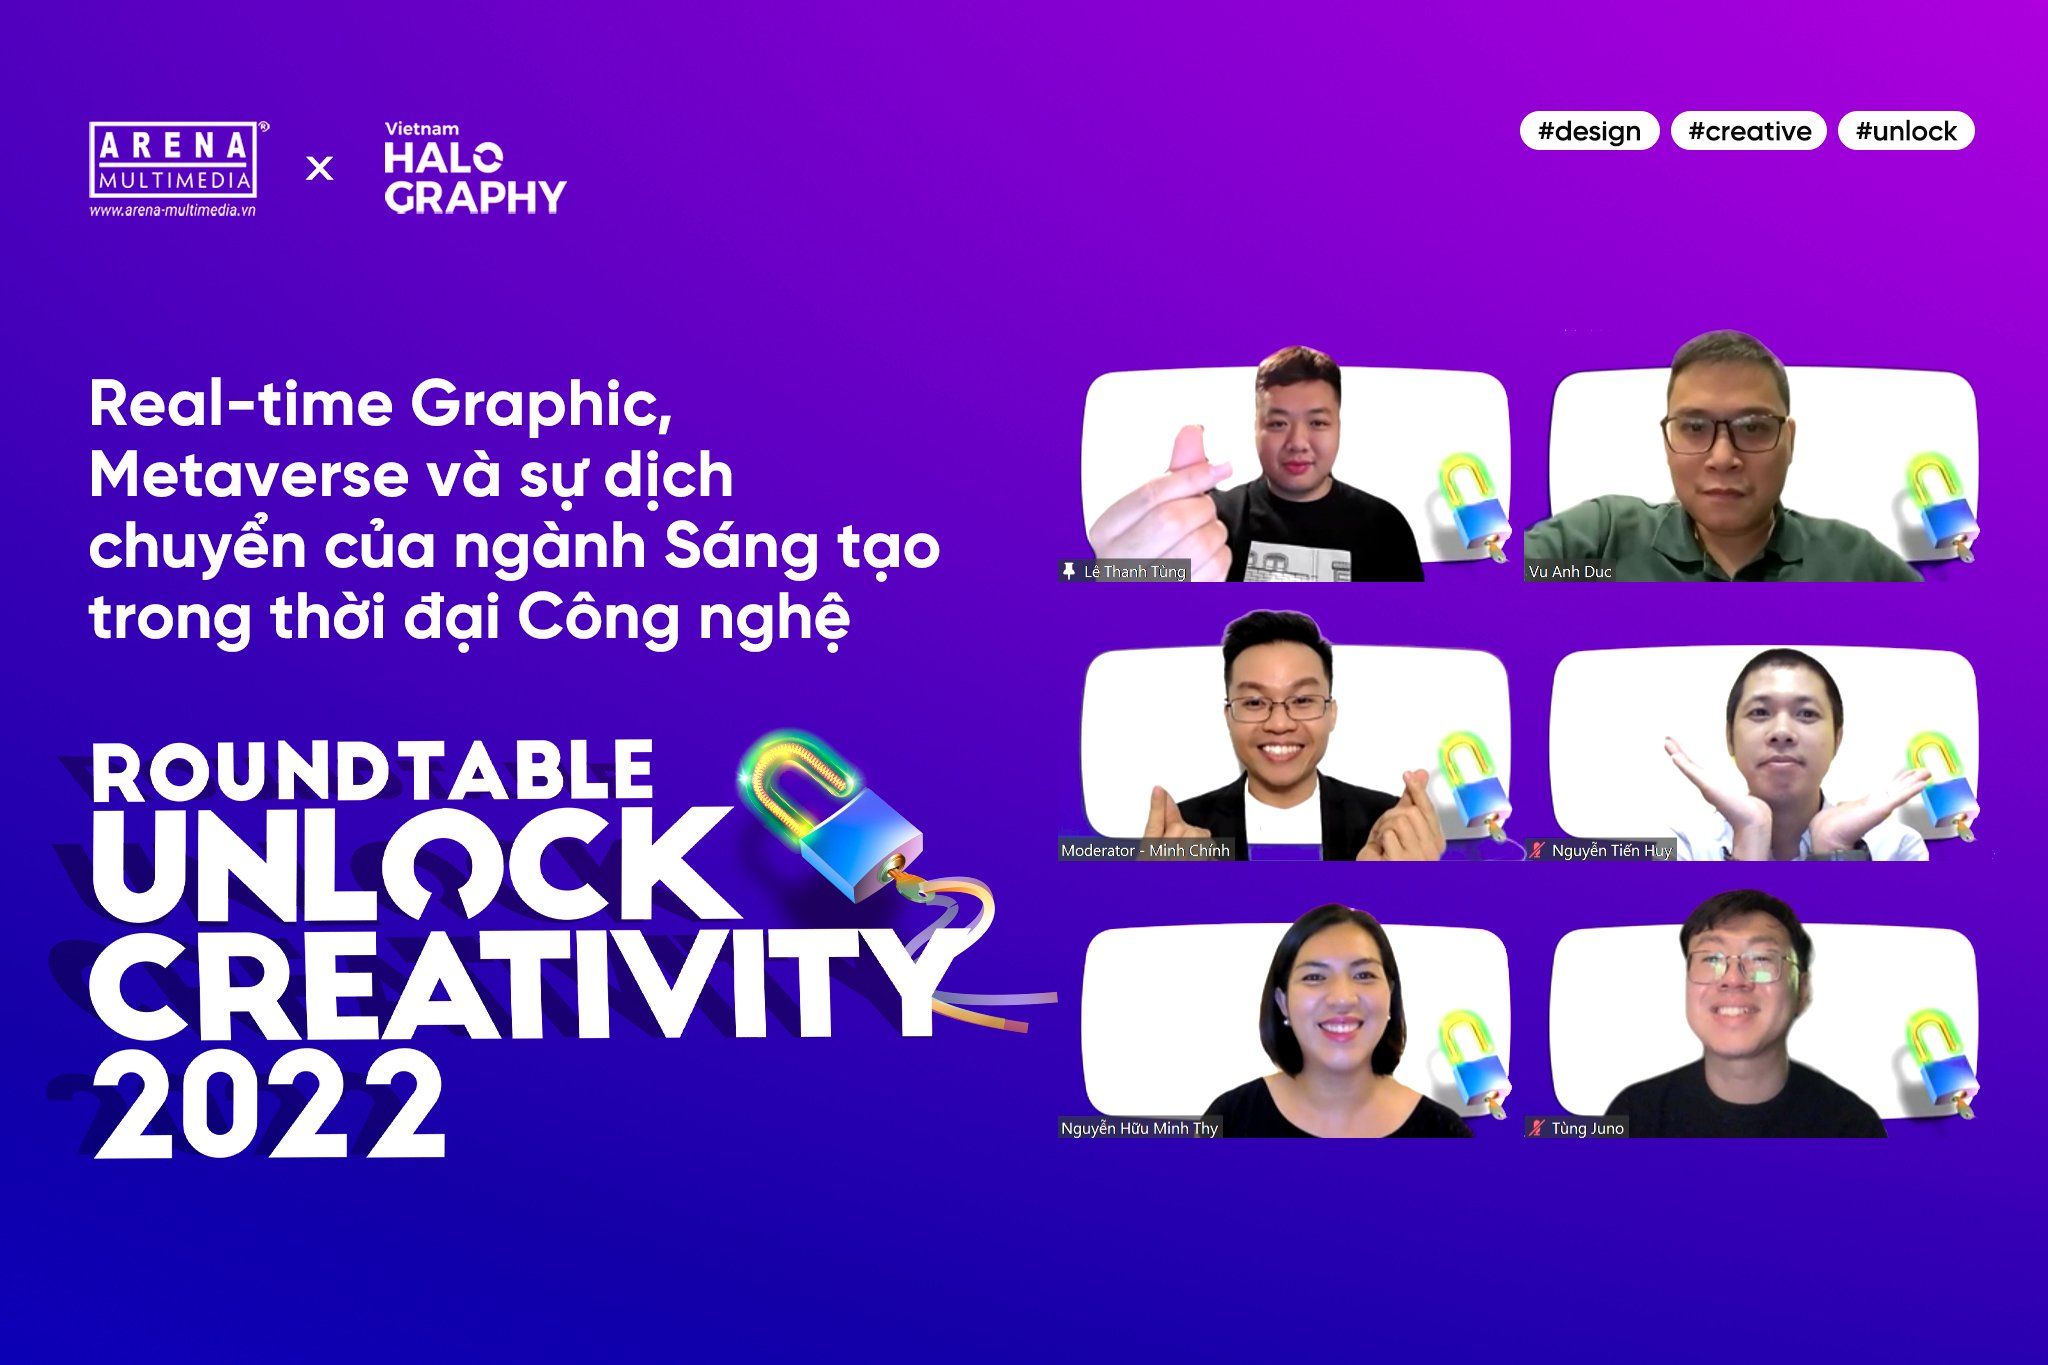 ARENA®
MULTIMEDIA
www.arena-multimedia.vn
x
Vietnam
HALO
GRAPHY
#design
#creative
#unlock
Real-time Graphic,
Metaverse và sự dịch
chuyển của ngành Sáng tạo
trong thời đại Công nghệ
ROUNDTABLE
UNLOCK
CREATIVITY
2022
Lê Thanh Tùng
Vu Anh Duc
Moderator - Minh Chính
Nguyễn Tiến Huy
Nguyễn Hữu Minh Thy
Tùng Juno